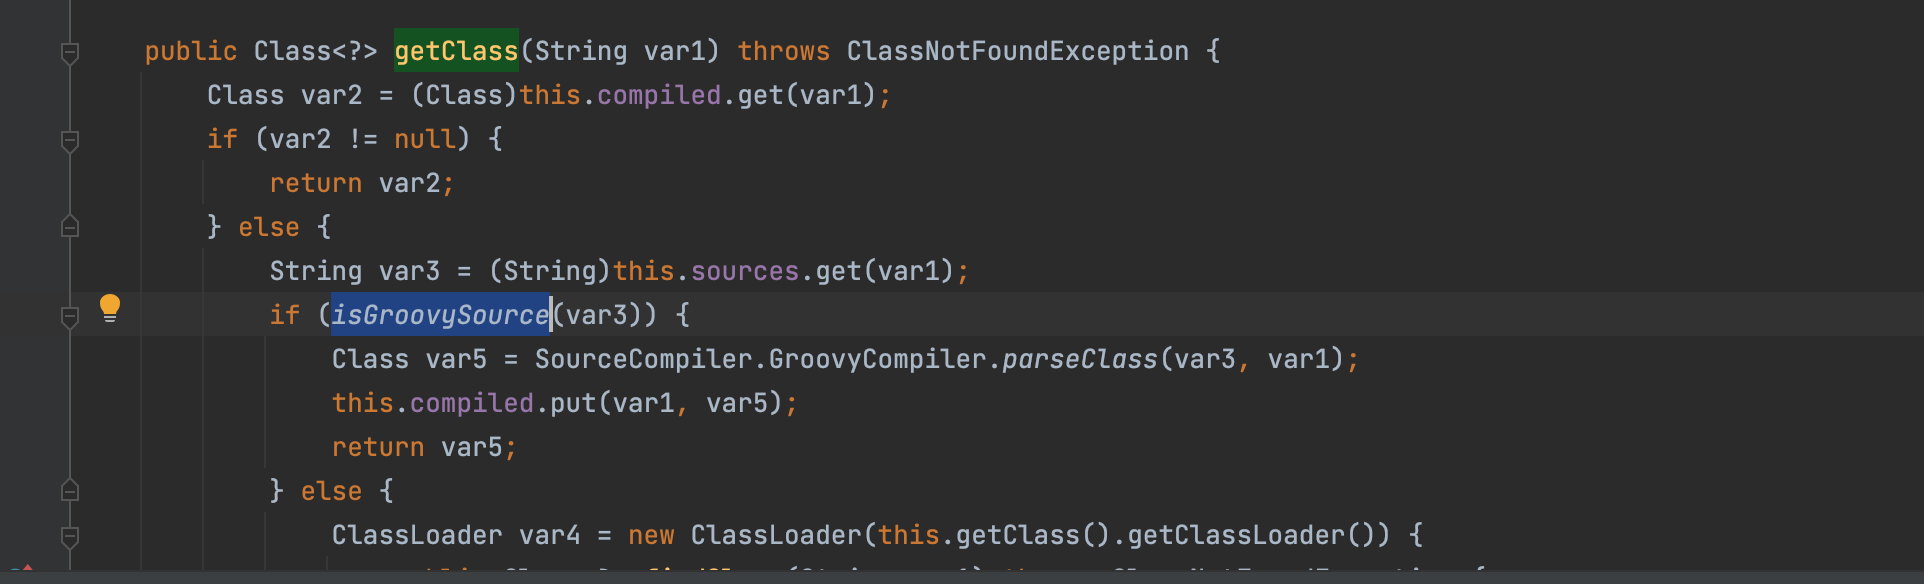 public Class<?> getClass(String var1) throws ClassNotFoundException {
Class var2 = (Class)this.compiled.get(var1);
if (var2 != null) {
return var2;
} else {
String var3 = (String)this.sources.get(var1);
if (isGroovySource(var3)) {
Class var5 = SourceCompiler.GroovyCompiler.parseClass(var3, var1);
this.compiled.put(var1, var5);
return var5;
} else {
ClassLoader var4 = new ClassLoader(this.getClass().getClassLoader()) {